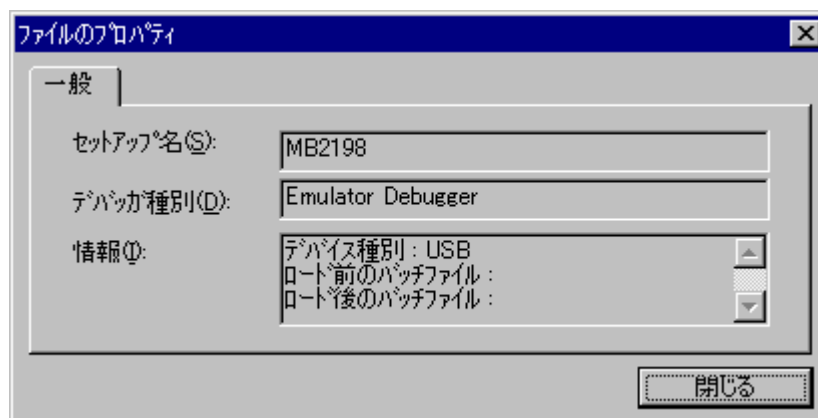 ﾌｧｲﾙのﾌﾟﾛﾊﾟﾃｨ
一般
ｾｯﾄｱｯﾌﾟ名(S):
MB2198
ﾃﾞﾊﾞｯｶﾞ種別(D):
Emulator Debugger
情報(I):
ﾃﾞﾊﾞｲｽ種別 : USB
ﾛｰﾄﾞ前のﾊﾞｯﾁﾌｧｲﾙ :
ﾛｰﾄﾞ後のﾊﾞｯﾁﾌｧｲﾙ :
閉じる